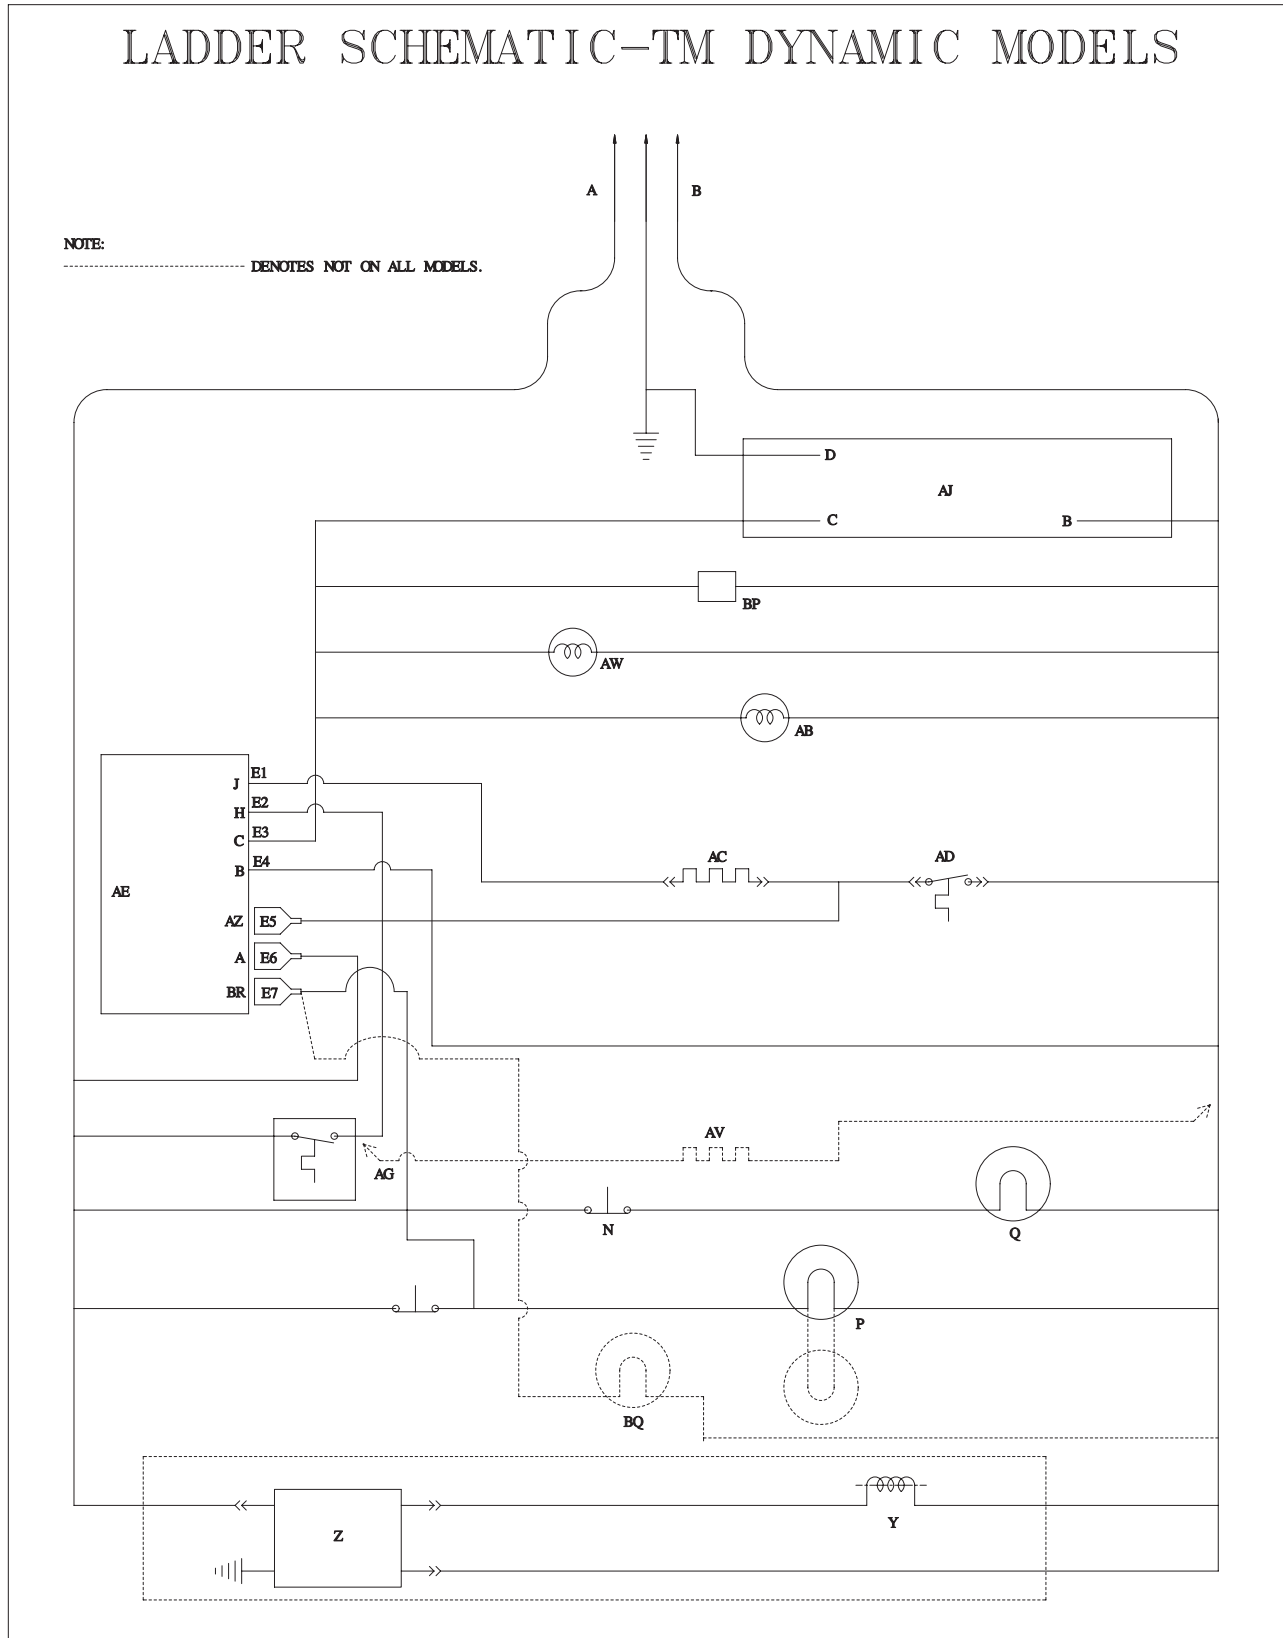 LADDER SCHEMATIC-TM DYNAMIC MODELS
A
B
NOTE:
DENOTES NOT ON ALL MODELS.
D
AJ
C
B
BP
AW
AB
E1
J
E2
H
E3
C
E4
B
AC
AD
AE
AZ
E5
A
E6
BR
E7
AV
AG
N
Q
P
BQ
Z
Y